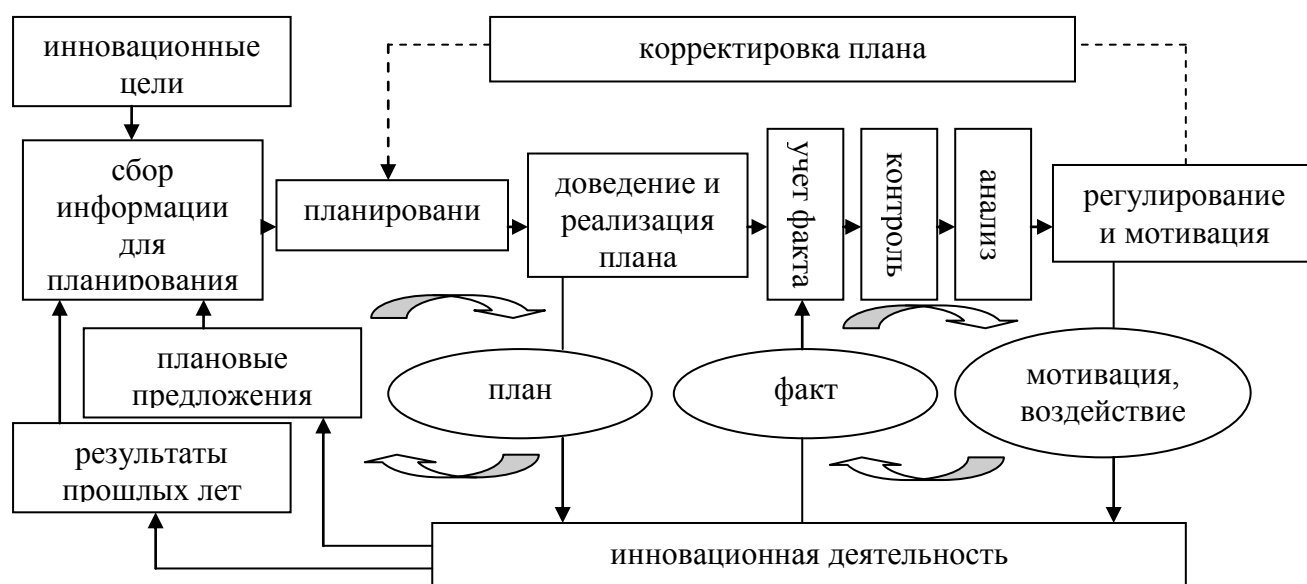 инновационные
цели
корректировка плана
сбор
информации
для
планирования
планировани
доведение и
реализация
плана
учет факта
контроль
анализ
регулирование
и мотивация
плановые
предложения
результаты
прошлых лет
план
факт
мотивация,
воздействие
инновационная деятельность